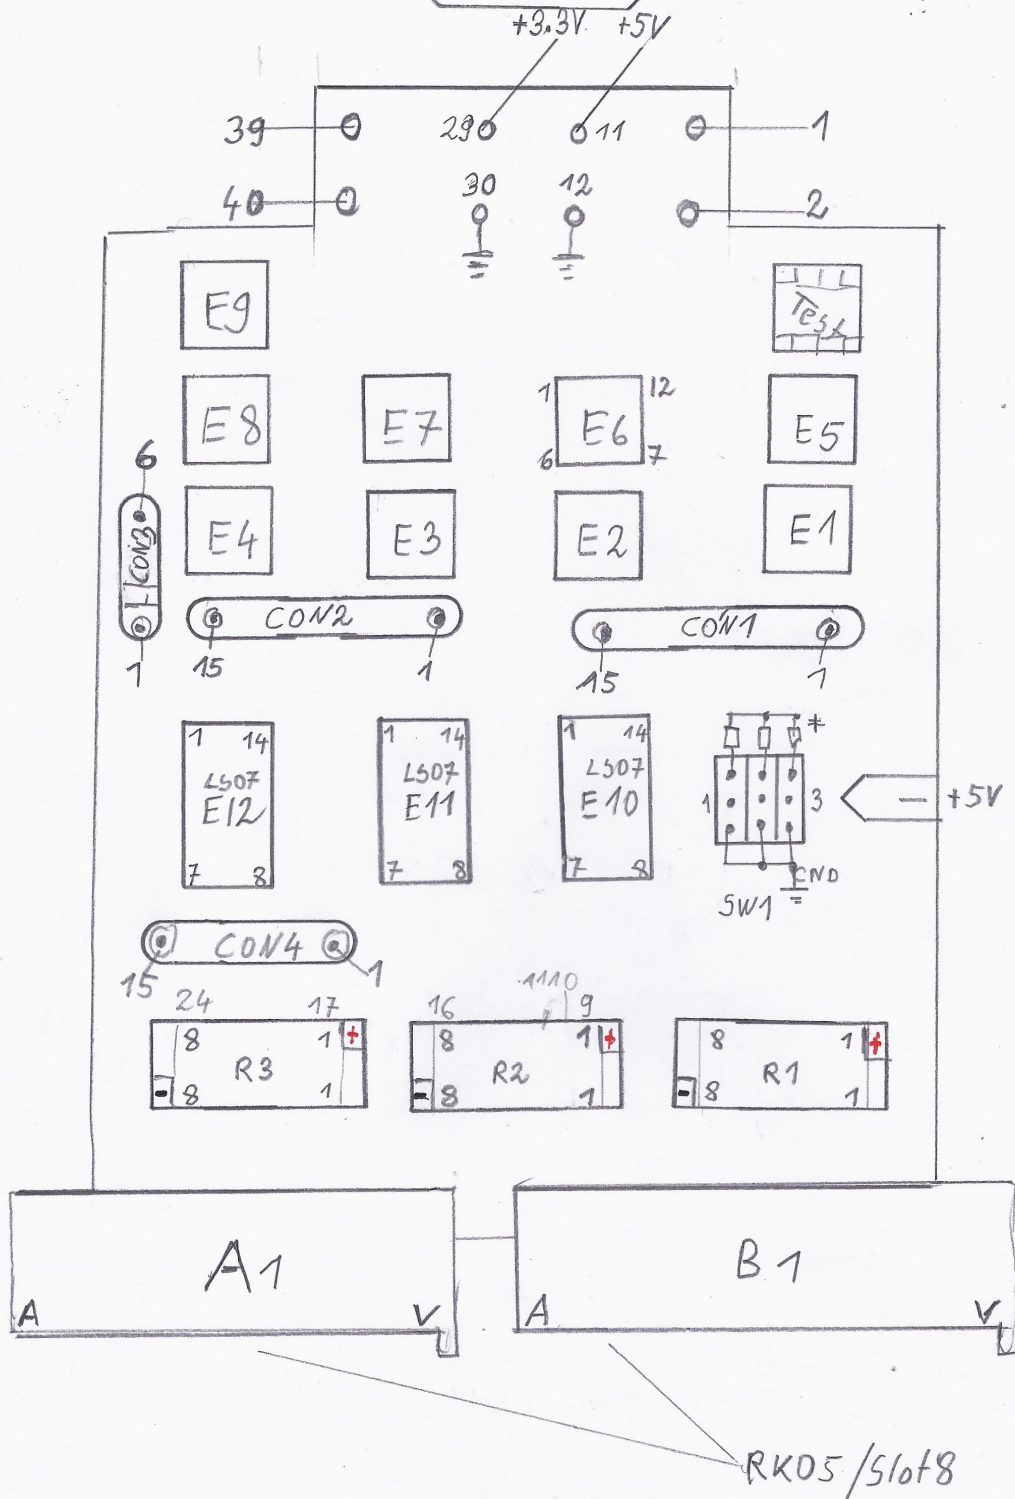 +3.3V +5V
39 29 11 1
40 30 12 2
E9 Test
E8 E7 1 12 E6 6 7 E5
6
CON3
1
E4 E3 E2 E1
CON2 CON1
15 1 15 1
1 14 1 14 1 14 *
LS07 LS07 LS07
E12 E11 E10 1 3 +5V
7 8 7 8 7 8 GND
SW1
CON4
15 1
24 17 16 1110 9
8 1 + 8 1 + 8 1 +
R3 R2 R1
- 8 1 - 8 1 - 8 1
A1 B1
A V A V
RK05/Slot8